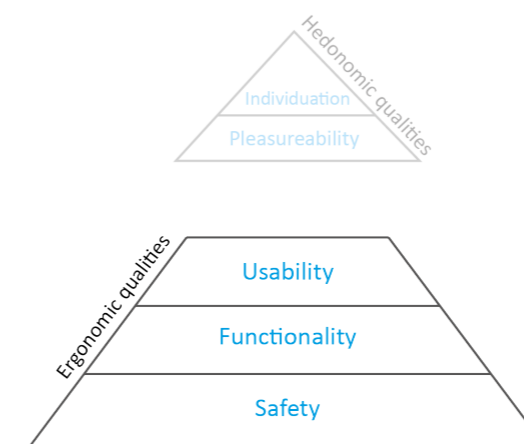 Hedonomic qualities
Individuation
Pleasureability
Ergonomic qualities
Usability
Functionality
Safety